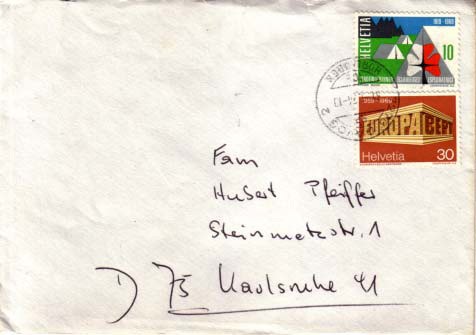 HELVETIA
1919-1969
10
1959-1969
EUROPA CEPT
Helvetia
30
Fam
Hubert Pfeiffer
Steinmetzstr. 1
D 75 Karlsruhe 41